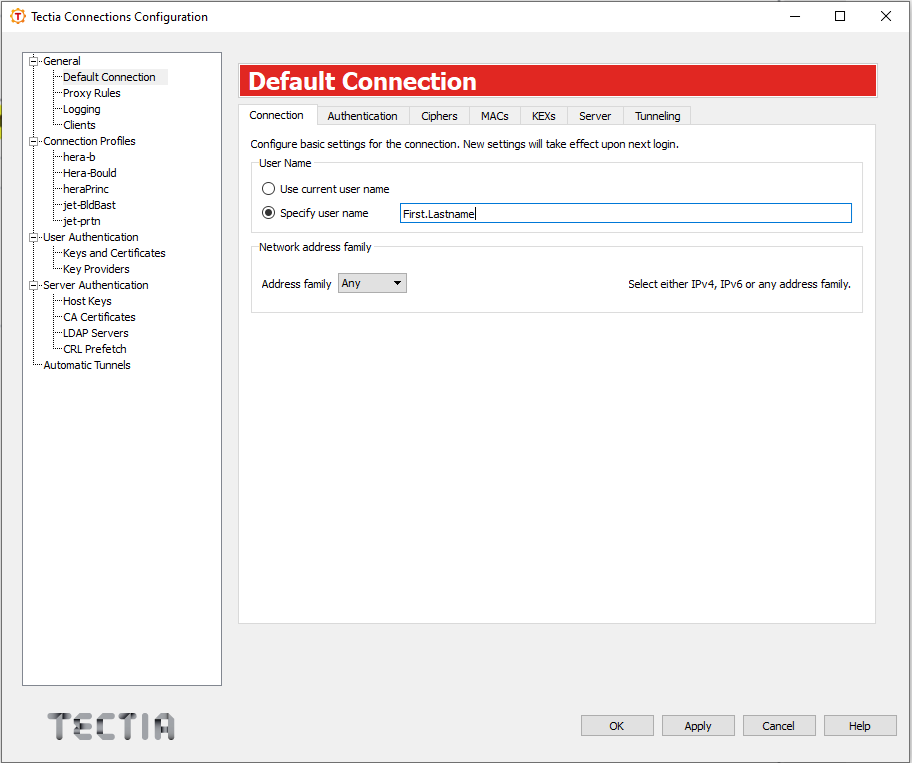 Tectia Connections Configuration
General
Default Connection
Proxy Rules
Logging
Clients
Connection Profiles
hera-b
Hera-Bould
heraPrinc
jet-BldBast
jet-prtn
User Authentication
Keys and Certificates
Key Providers
Server Authentication
Host Keys
CA Certificates
LDAP Servers
CRL Prefetch
Automatic Tunnels
Default Connection
Connection Authentication Ciphers MACs KEXs Server Tunneling
Configure basic settings for the connection. New settings will take effect upon next login.
User Name
Use current user name
Specify user name First.Lastname
Network address family
Address family Any Select either IPv4, IPv6 or any address family.
TECTIA
OK Apply Cancel Help